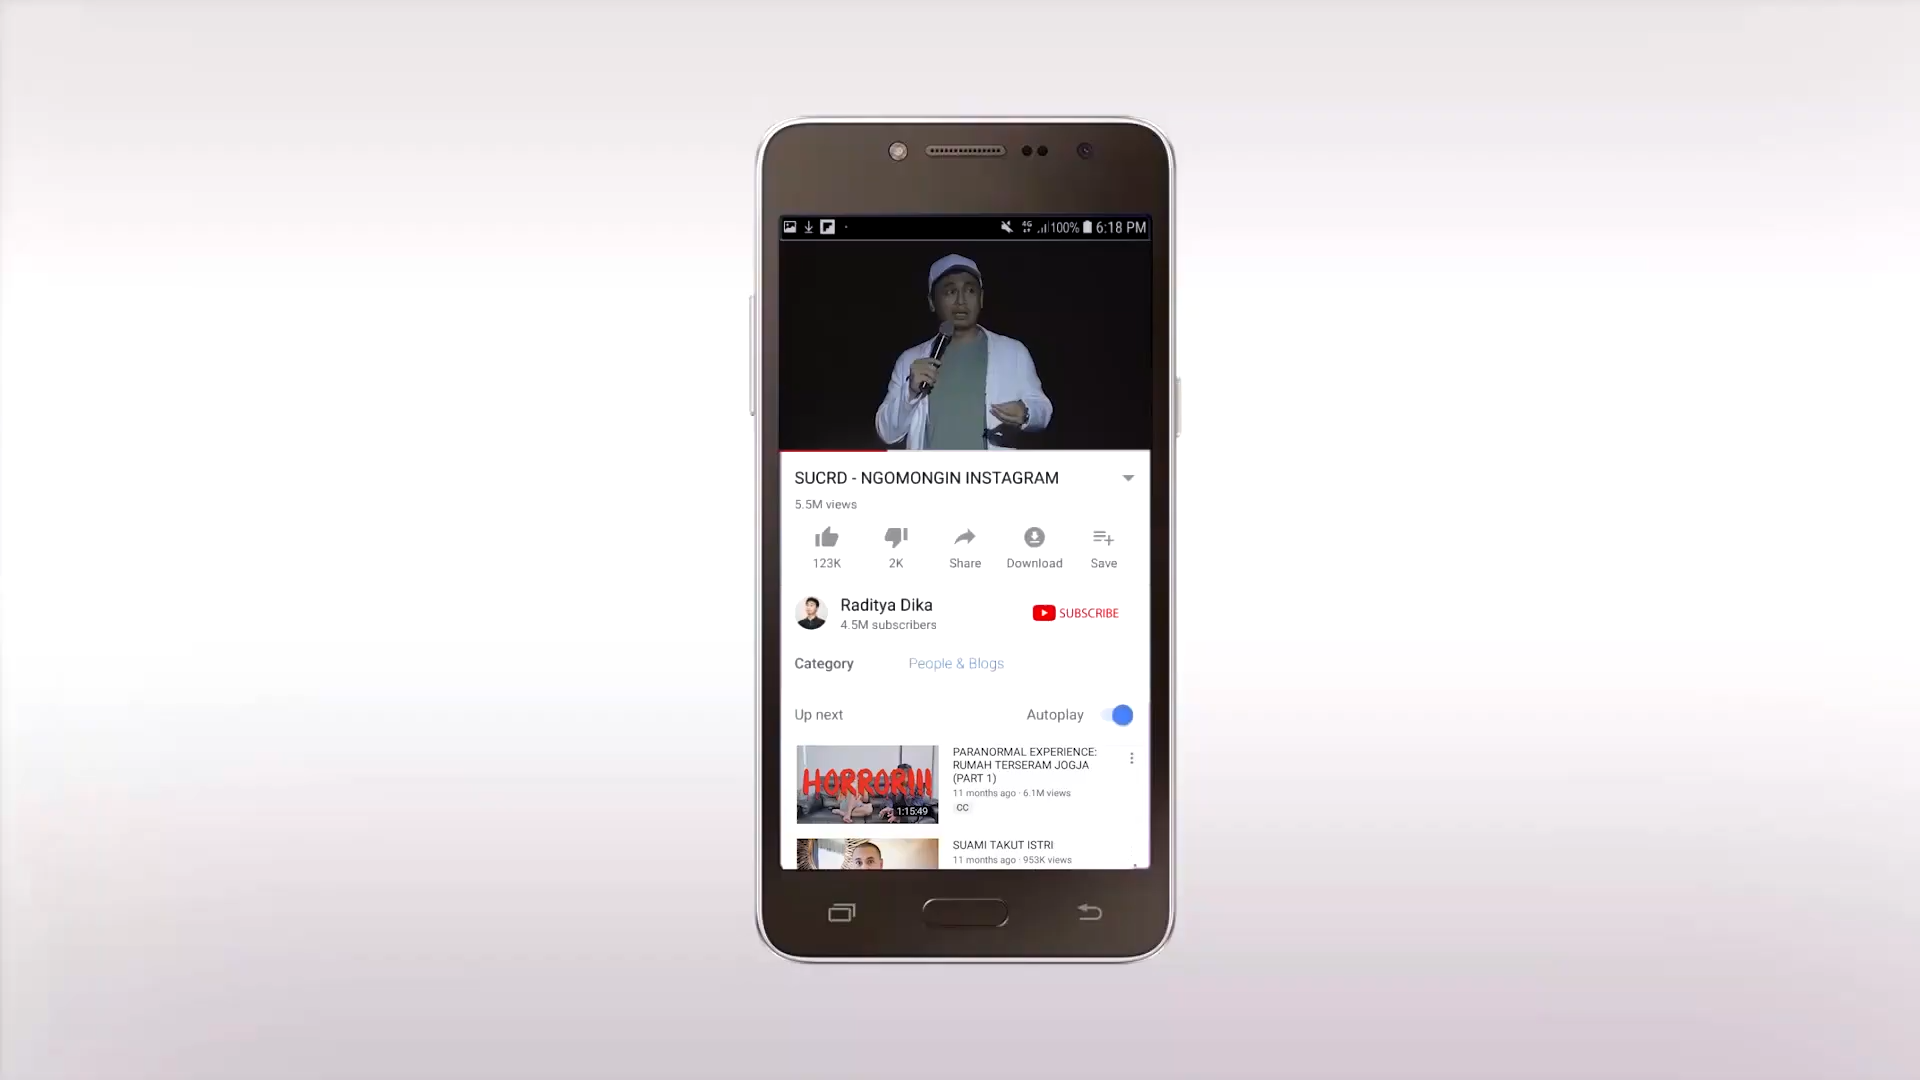 4G 100% 6:18 PM
SUCRD - NGOMONGIN INSTAGRAM
5.5M views
123K 2K Share Download Save
Raditya Dika
4.5M subscribers
SUBSCRIBE
Category People & Blogs
Up next Autoplay
HORROR!!!
1:15:49
PARANORMAL EXPERIENCE:
RUMAH TERSERAM JOGJA
(PART 1)
11 months ago · 6.1M views
CC
SUAMI TAKUT ISTRI
11 months ago · 953K views